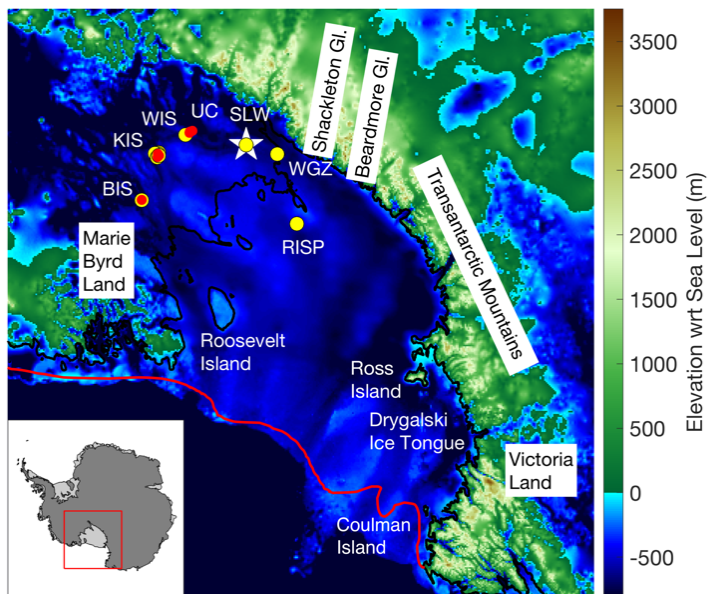 UC
SLW
WIS
KIS
WGZ
BIS
RISP
Shackleton Gl.
Beardmore Gl.
Transantarctic Mountains
Marie
Byrd
Land
Roosevelt
Island
Ross
Island
Drygalski
Ice Tongue
Victoria
Land
Coulman
Island
3500
3000
2500
2000
1500
1000
500
0
-500
Elevation wrt Sea Level (m)